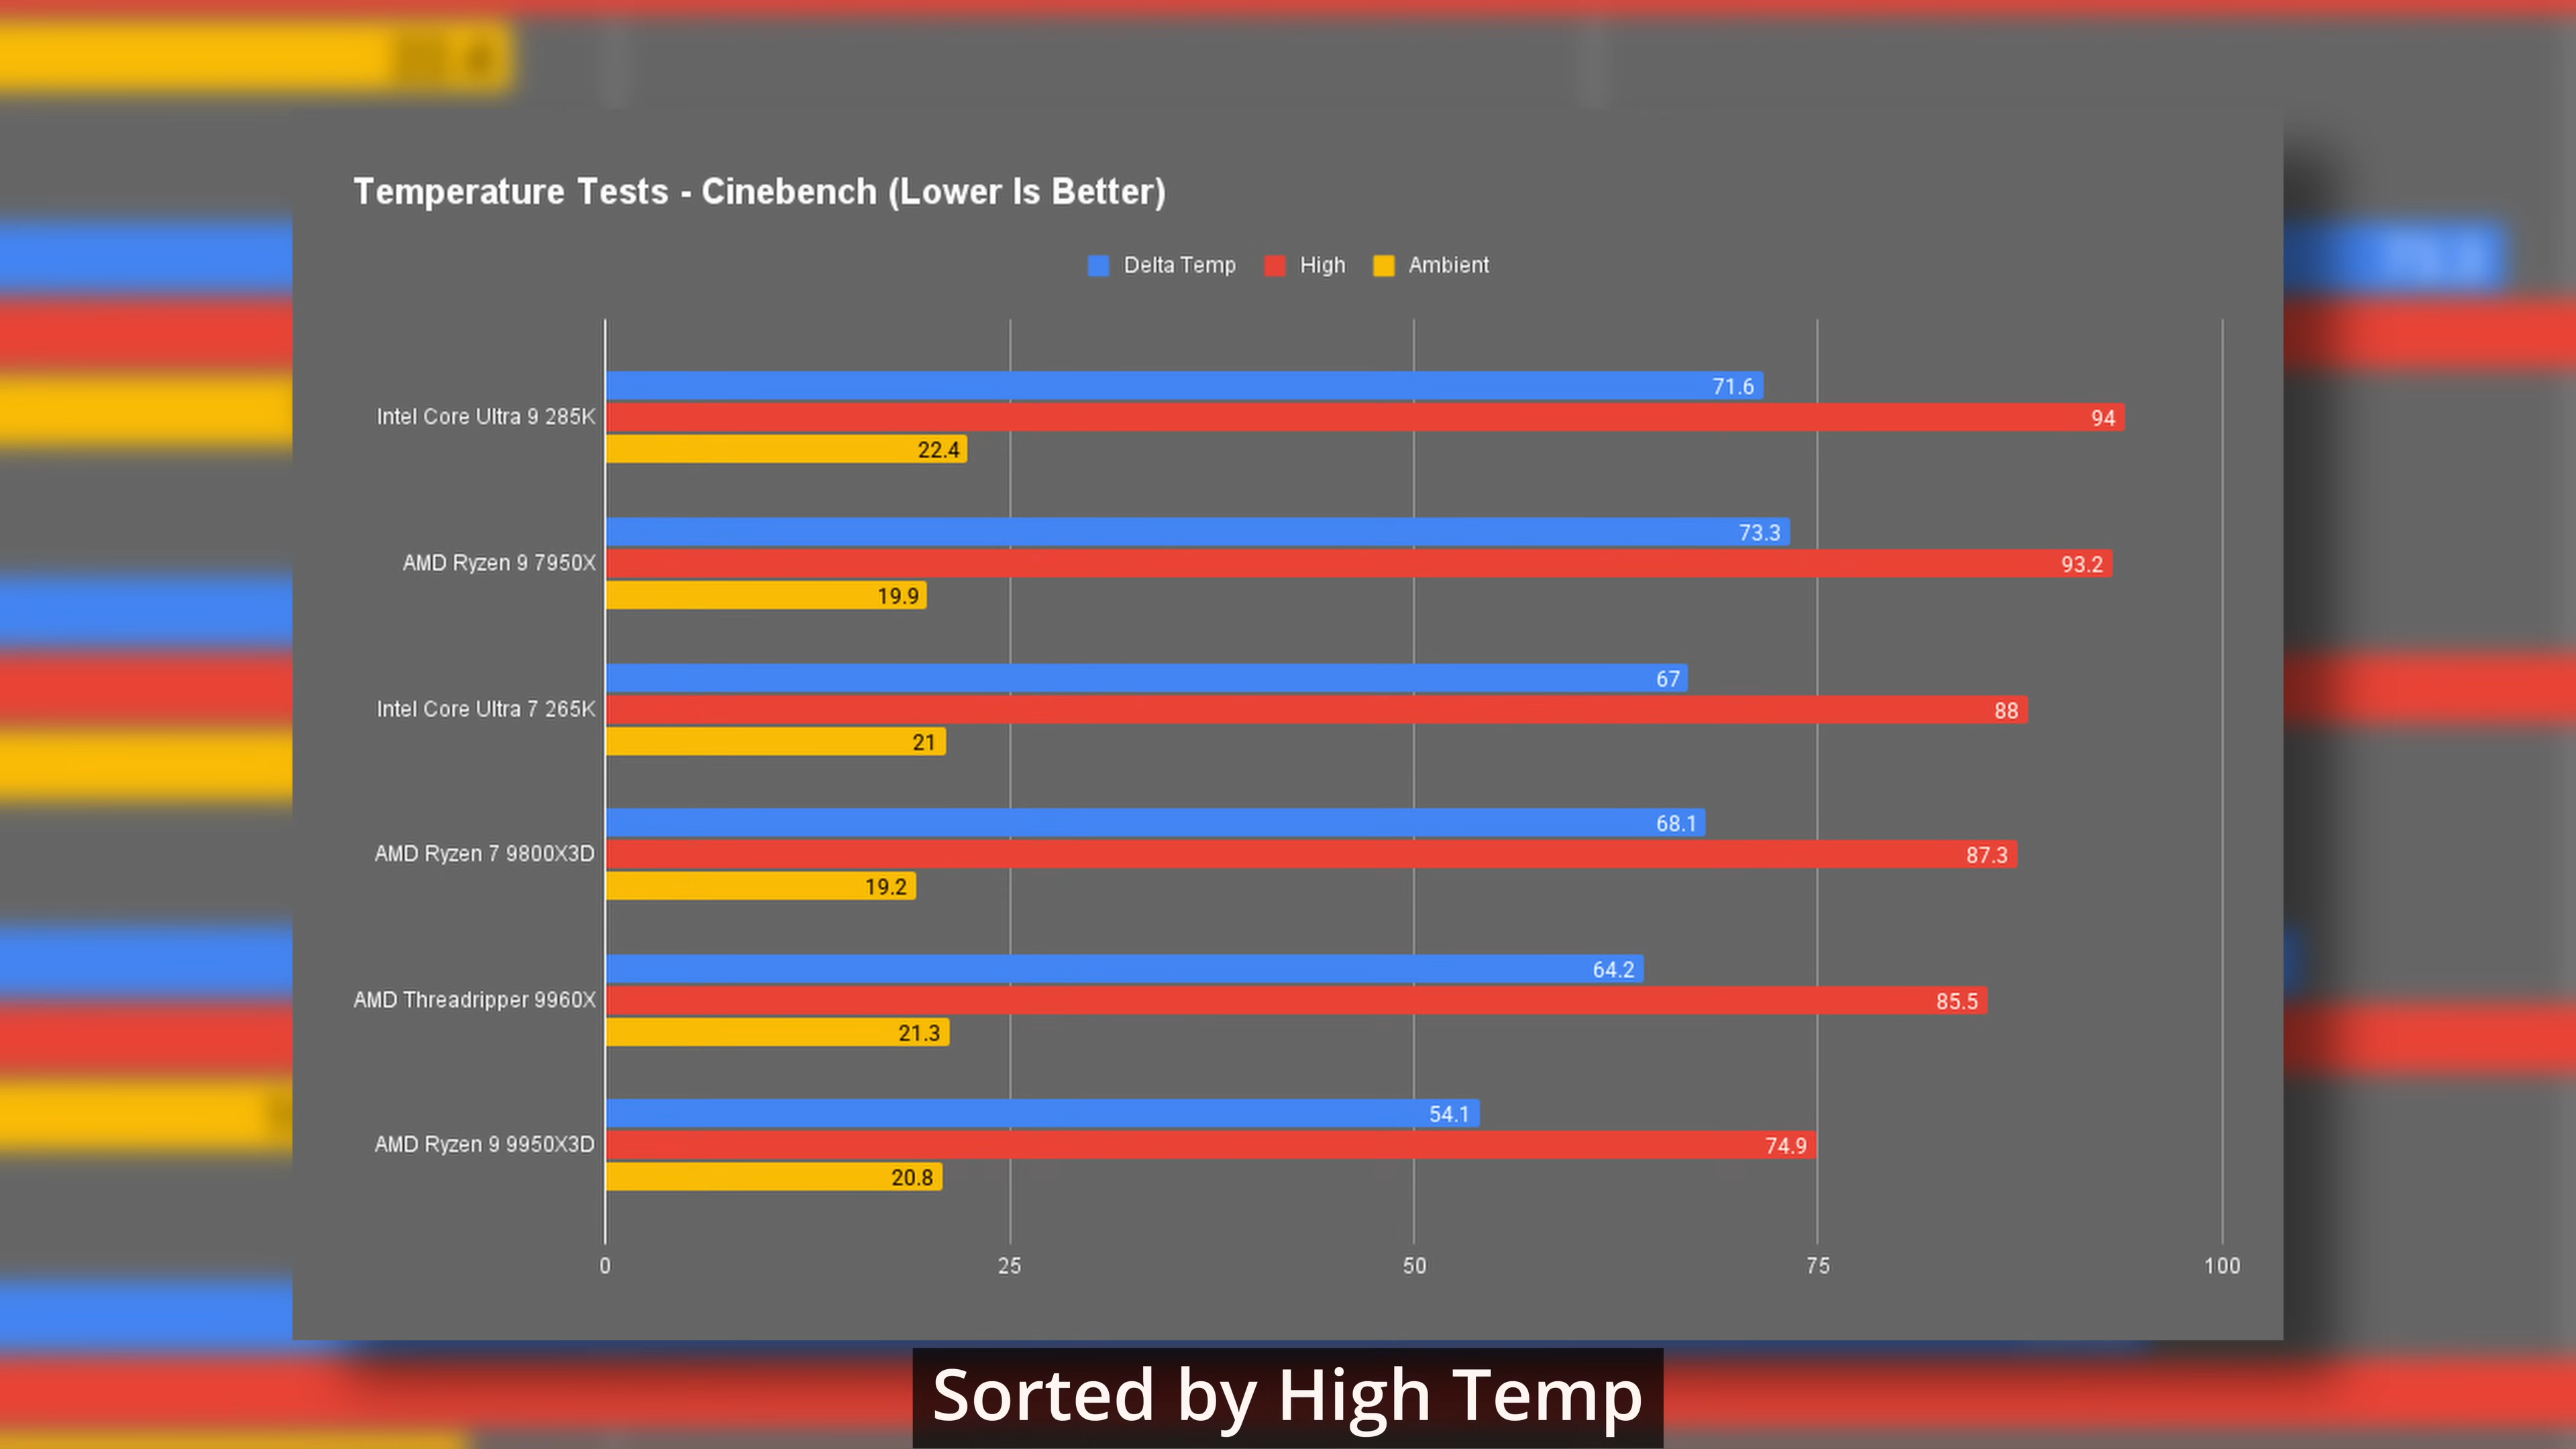 Temperature Tests - Cinebench (Lower Is Better)
Delta Temp High Ambient
71.6
Intel Core Ultra 9 285K 94
22.4
73.3
AMD Ryzen 9 7950X 93.2
19.9
67
Intel Core Ultra 7 265K 88
21
68.1
AMD Ryzen 7 9800X3D 87.3
19.2
64.2
AMD Threadripper 9960X 85.5
21.3
54.1
AMD Ryzen 9 9950X3D 74.9
20.8
0 25 50 75 100
Sorted by High Temp